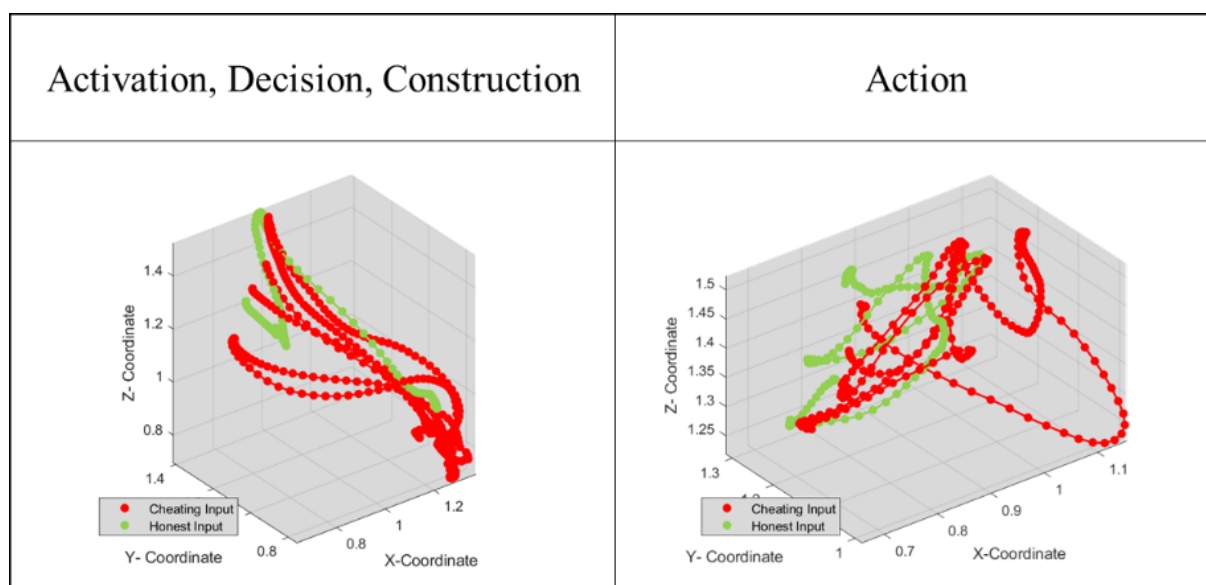 Activation, Decision, Construction
Action
1.4
1.2
1
0.8
Z- Coordinate
1.4
0.8
Y- Coordinate
0.8
1
1.2
X-Coordinate
Cheating Input
Honest Input
1.5
1.45
1.4
1.35
1.3
1.25
Z- Coordinate
1.3
1
Y- Coordinate
0.7
0.8
0.9
1
1.1
X-Coordinate
Cheating Input
Honest Input